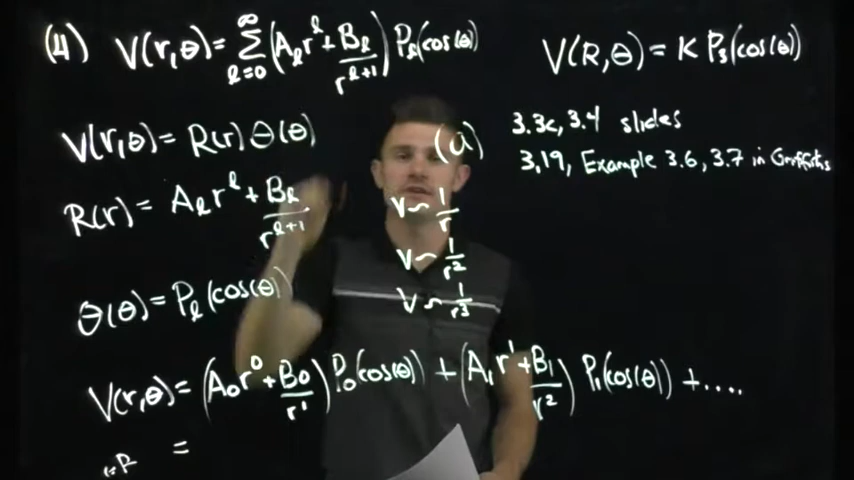 (4) V(r,θ) = ∑_{l=0}^{∞} (A_l r^l + B_l/r^{l+1}) P_l(cos(θ))
V(R,θ) = K P_3(cos(θ))
3.3c, 3.4 slides
3.19, Example 3.6, 3.7 in Griffiths
V(r,θ) = R(r) Θ(θ)
R(r) = A_l r^l + B_l/r^{l+1}
Θ(θ) = P_l(cos(θ))
(a)
V ~ 1/r
V ~ 1/r^2
V ~ 1/r^3
V(r,θ) = (A_0 r^0 + B_0/r^1) P_0(cos(θ)) + (A_1 r^1 + B_1/r^2) P_1(cos(θ)) + ....
=